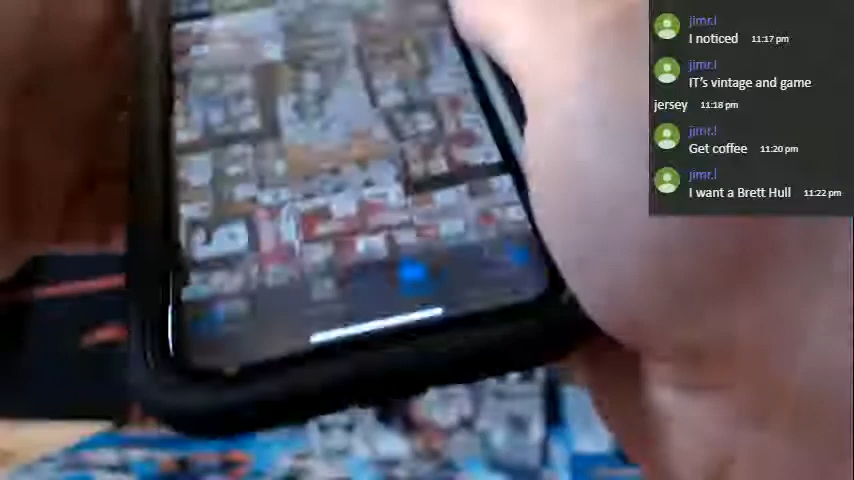 jimr.l
I noticed 11:17 pm
jimr.l
IT's vintage and game
jersey 11:18 pm
jimr.l
Get coffee 11:20 pm
jimr.l
I want a Brett Hull 11:22 pm